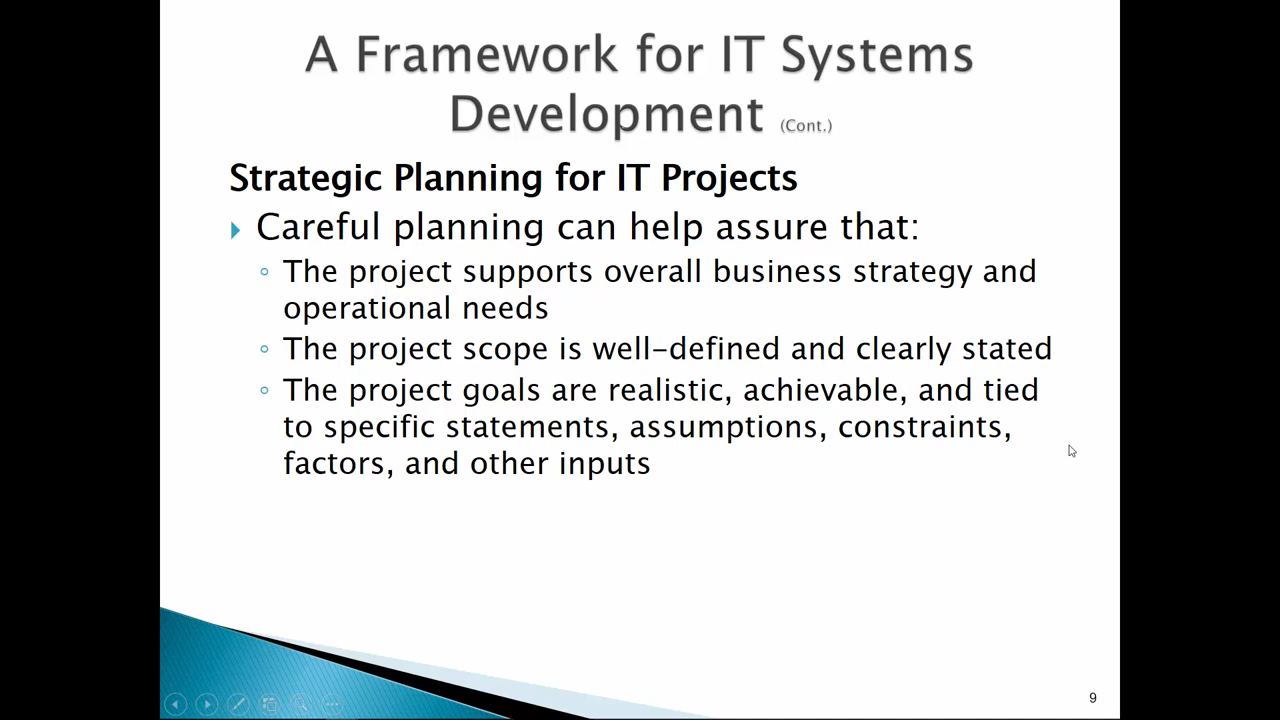 A Framework for IT Systems
Development (Cont.)
Strategic Planning for IT Projects
Careful planning can help assure that:
The project supports overall business strategy and
operational needs
The project scope is well-defined and clearly stated
The project goals are realistic, achievable, and tied
to specific statements, assumptions, constraints,
factors, and other inputs
9